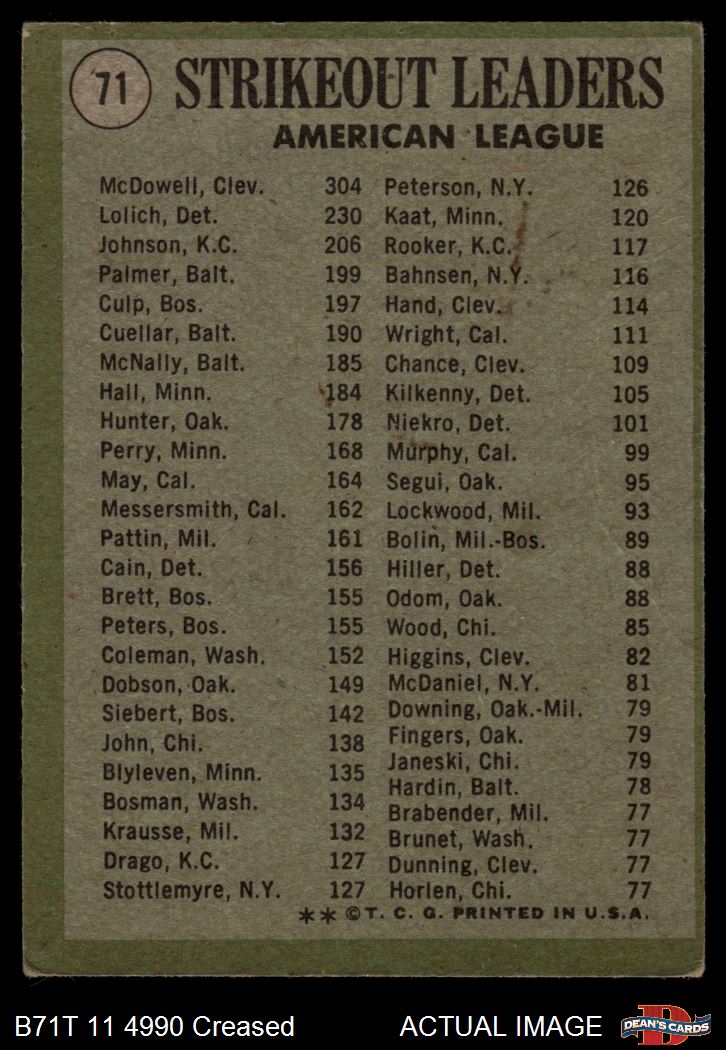 71
STRIKEOUT LEADERS
AMERICAN LEAGUE
McDowell, Clev. 304
Lolich, Det. 230
Johnson, K.C. 206
Palmer, Balt. 199
Culp, Bos. 197
Cuellar, Balt. 190
McNally, Balt. 185
Hall, Minn. 184
Hunter, Oak. 178
Perry, Minn. 168
May, Cal. 164
Messersmith, Cal. 162
Pattin, Mil. 161
Cain, Det. 156
Brett, Bos. 155
Peters, Bos. 155
Coleman, Wash. 152
Dobson, Oak. 149
Siebert, Bos. 142
John, Chi. 138
Blyleven, Minn. 135
Bosman, Wash. 134
Krausse, Mil. 132
Drago, K.C. 127
Stottlemyre, N.Y. 127
Peterson, N.Y. 126
Kaat, Minn. 120
Rooker, K.C. 117
Bahnsen, N.Y. 116
Hand, Clev. 114
Wright, Cal. 111
Chance, Clev. 109
Kilkenny, Det. 105
Niekro, Det. 101
Murphy, Cal. 99
Segui, Oak. 95
Lockwood, Mil. 93
Bolin, Mil.-Bos. 89
Hiller, Det. 88
Odom, Oak. 88
Wood, Chi. 85
Higgins, Clev. 82
McDaniel, N.Y. 81
Downing, Oak.-Mil. 79
Fingers, Oak. 79
Janeski, Chi. 79
Hardin, Balt. 78
Brabender, Mil. 77
Brunet, Wash. 77
Dunning, Clev. 77
Horlen, Chi. 77
**©T. C. G. PRINTED IN U.S.A.
B71T 11 4990 Creased
ACTUAL IMAGE
D
DEAN'S CARDS